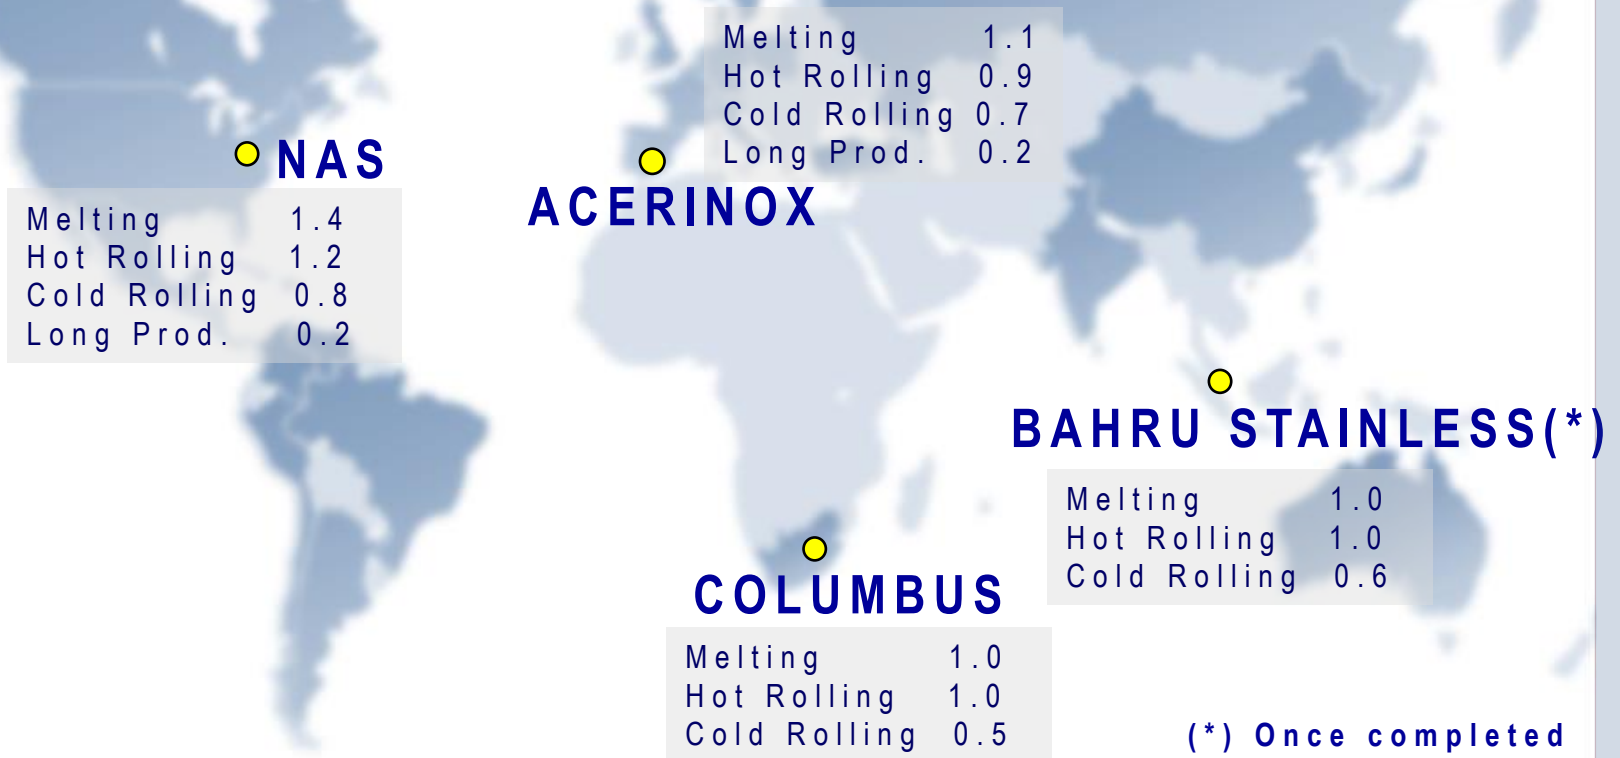 Melting 1.1
Hot Rolling 0.9
Cold Rolling 0.7
Long Prod. 0.2
NAS
ACERINOX
Melting 1.4
Hot Rolling 1.2
Cold Rolling 0.8
Long Prod. 0.2
BAHRU STAINLESS(*)
Melting 1.0
Hot Rolling 1.0
Cold Rolling 0.6
COLUMBUS
Melting 1.0
Hot Rolling 1.0
Cold Rolling 0.5
(*) Once completed